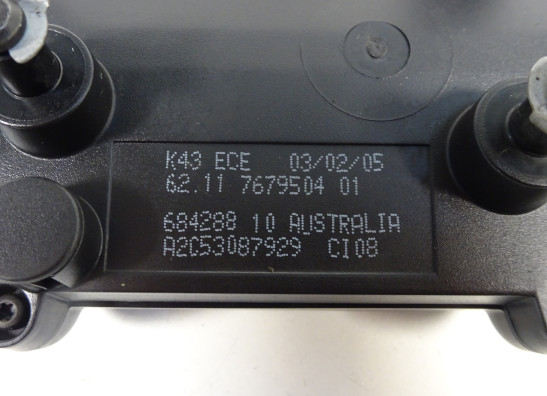 K43 ECE 03/02/05
62.11 7679504 01
684288 10 AUSTRALIA
A2C53087929 CI08